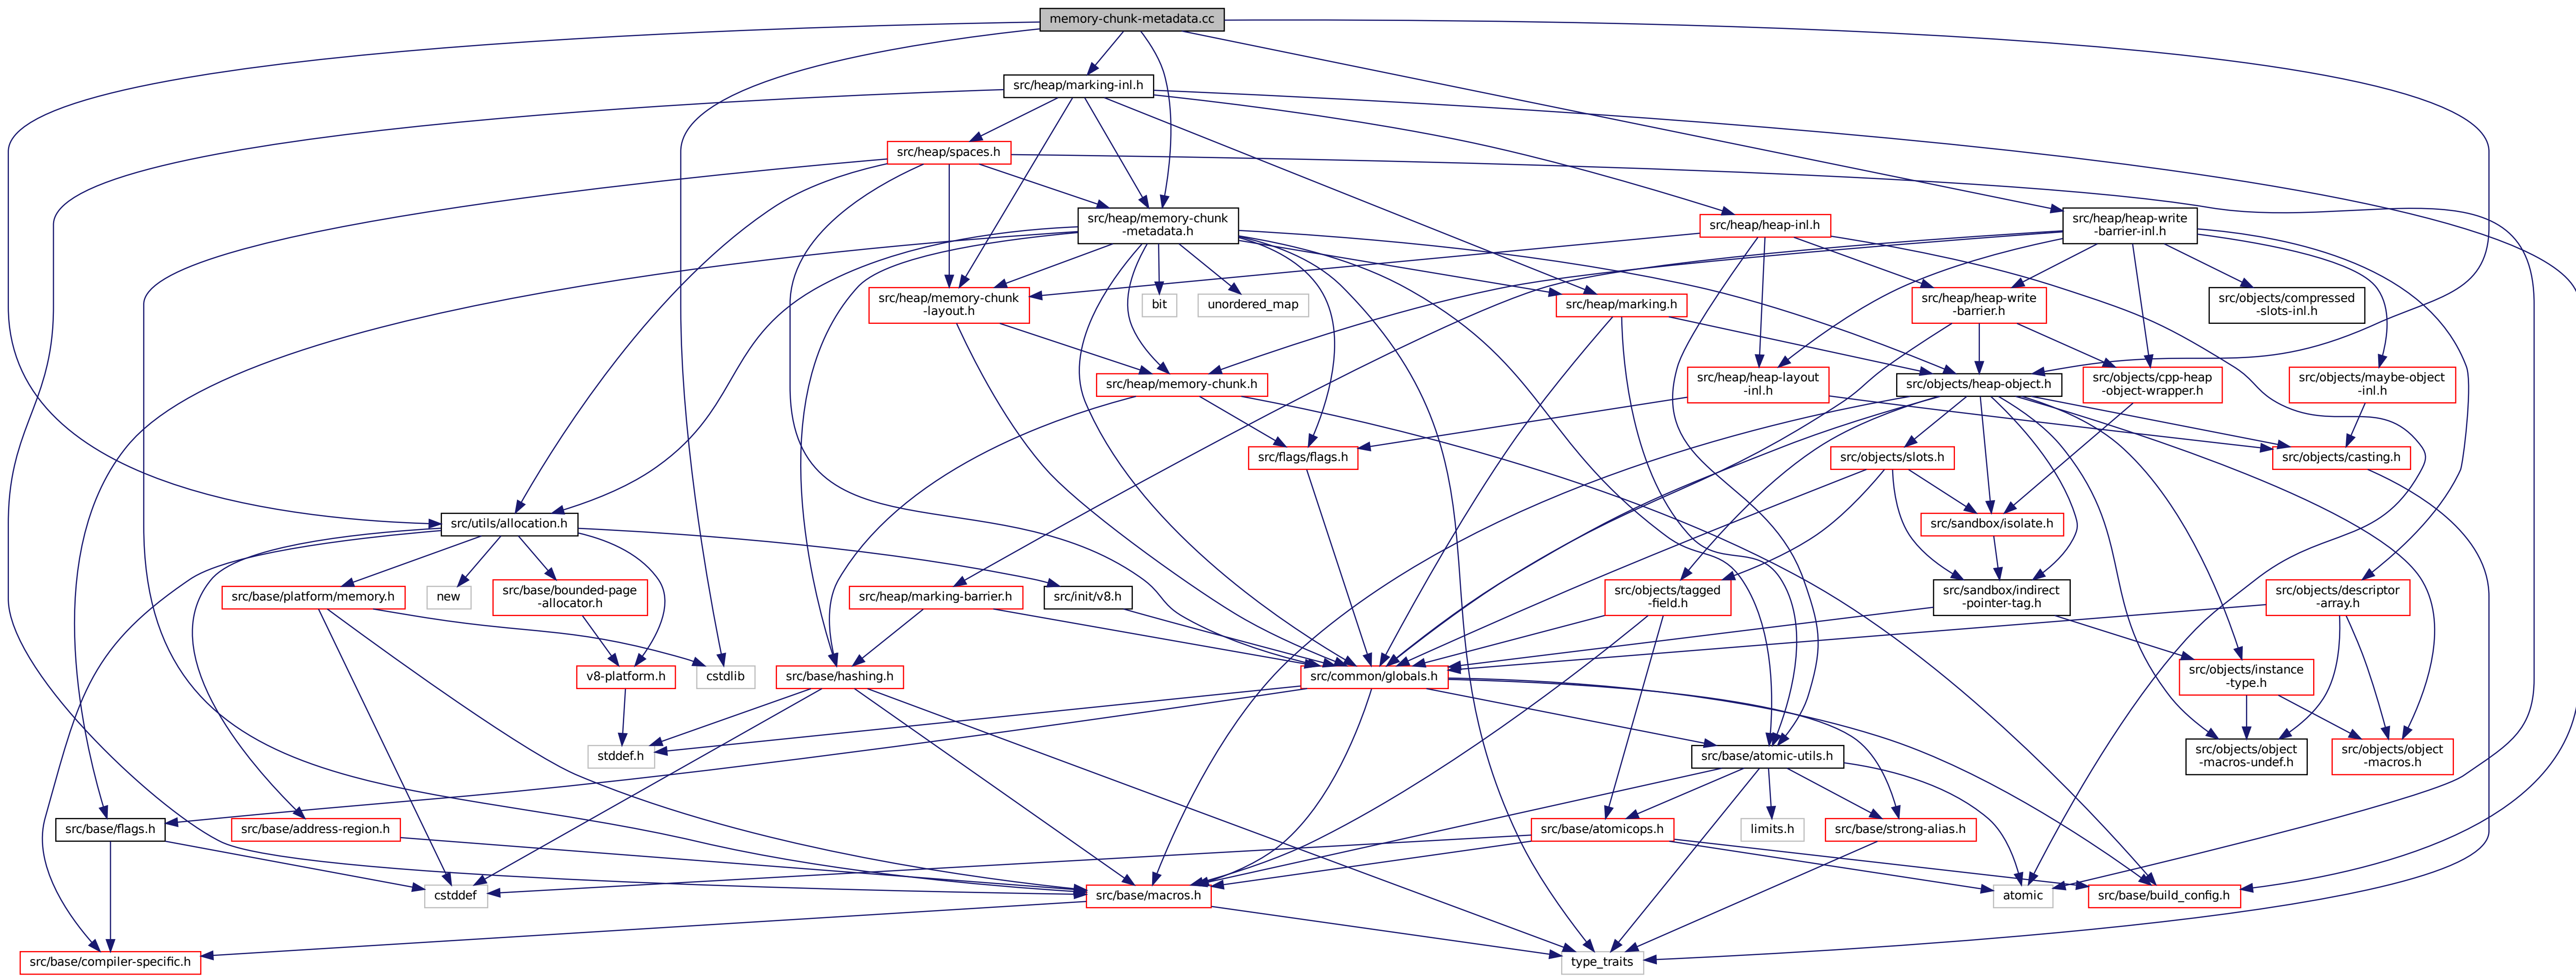 memory-chunk-metadata.cc
src/heap/marking-inl.h
src/heap/spaces.h
src/heap/memory-chunk
-metadata.h
src/heap/heap-inl.h
src/heap/heap-write
-barrier-inl.h
src/heap/memory-chunk
-layout.h
bit
unordered_map
src/heap/marking.h
src/heap/heap-write
-barrier.h
src/objects/compressed
-slots-inl.h
src/heap/memory-chunk.h
src/heap/heap-layout
-inl.h
src/objects/heap-object.h
src/objects/cpp-heap
-object-wrapper.h
src/objects/maybe-object
-inl.h
src/flags/flags.h
src/objects/slots.h
src/objects/casting.h
src/utils/allocation.h
src/sandbox/isolate.h
src/base/platform/memory.h
new
src/base/bounded-page
-allocator.h
src/heap/marking-barrier.h
src/init/v8.h
src/objects/tagged
-field.h
src/sandbox/indirect
-pointer-tag.h
src/objects/descriptor
-array.h
v8-platform.h
cstdlib
src/base/hashing.h
src/common/globals.h
src/objects/instance
-type.h
stddef.h
src/base/atomic-utils.h
src/objects/object
-macros-undef.h
src/objects/object
-macros.h
src/base/flags.h
src/base/address-region.h
src/base/atomicops.h
limits.h
src/base/strong-alias.h
cstddef
src/base/macros.h
atomic
src/base/build_config.h
src/base/compiler-specific.h
type_traits